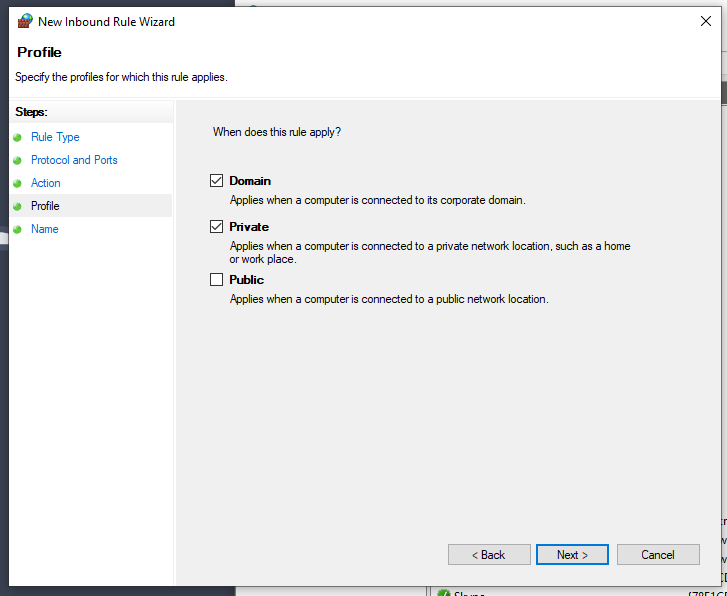 New Inbound Rule Wizard
Profile
Specify the profiles for which this rule applies.
Steps:
Rule Type
Protocol and Ports
Action
Profile
Name
When does this rule apply?
Domain
Applies when a computer is connected to its corporate domain.
Private
Applies when a computer is connected to a private network location, such as a home
or work place.
Public
Applies when a computer is connected to a public network location.
< Back
Next >
Cancel